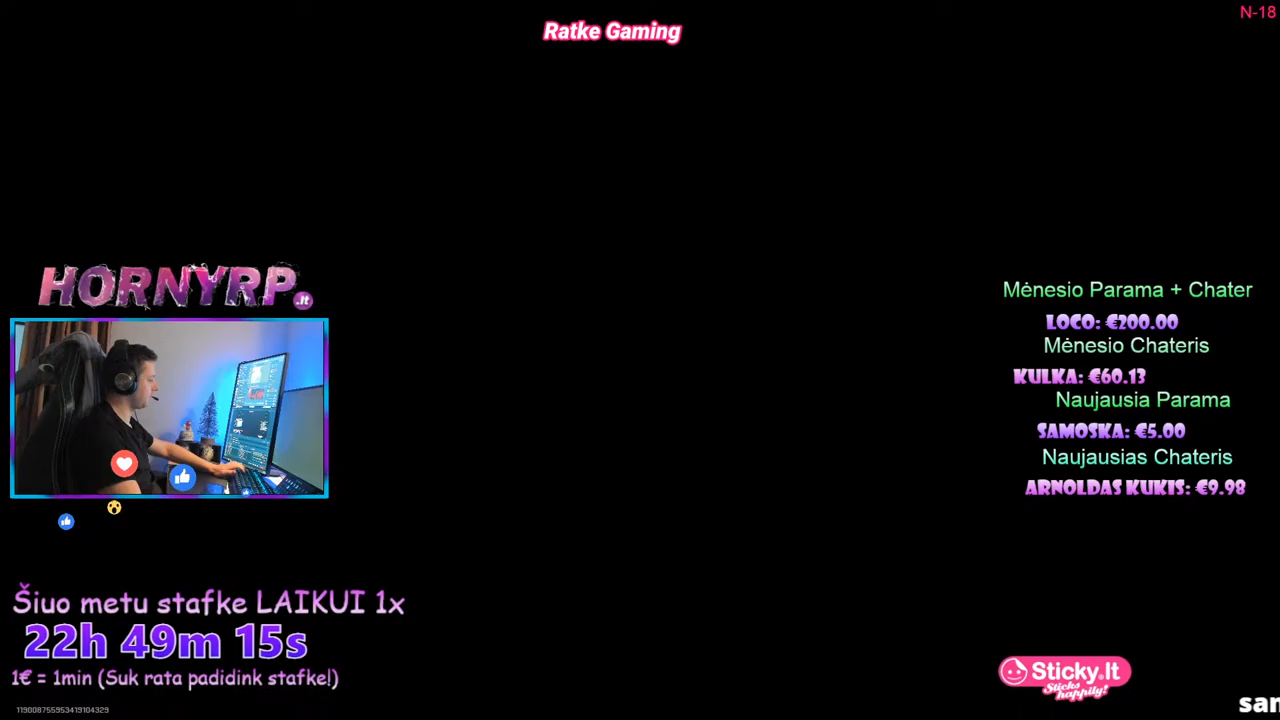 Ratke Gaming
N-18
HORNYRP.lt
Mėnesio Parama + Chater
LOCO: €200.00
Mėnesio Chateris
KULKA: €60.13
Naujausia Parama
SAMOSKA: €5.00
Naujausias Chateris
ARNOLDAS KUKIS: €9.98
Šiuo metu stafke LAIKUI 1x
22h 49m 15s
1€ = 1min (Suk rata padidink stafke!)
Sticky.lt
Sticks happily!
119008755953419104329
sam